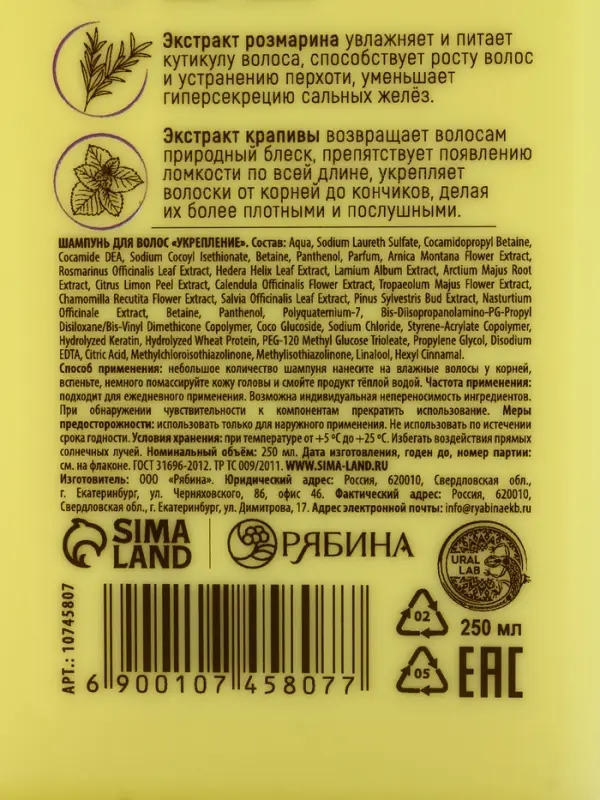 Экстракт розмарина увлажняет и питает
кутикулу волоса, способствует росту волос
и устранению перхоти, уменьшает
гиперсекрецию сальных желёз.
Экстракт крапивы возвращает волосам
природный блеск, препятствует появлению
ломкости по всей длине, укрепляет
волоски от корней до кончиков, делая
их более плотными и послушными.
ШАМПУНЬ ДЛЯ ВОЛОС «УКРЕПЛЕНИЕ». Состав: Aqua, Sodium Laureth Sulfate, Cocamidopropyl Betaine,
Cocamide DEA, Sodium Cocoyl Isethionate, Betaine, Panthenol, Parfum, Arnica Montana Flower Extract,
Rosmarinus Officinalis Leaf Extract, Hedera Helix Leaf Extract, Lamium Album Extract, Arctium Majus Root
Extract, Citrus Limon Peel Extract, Calendula Officinalis Flower Extract, Tropaeolum Majus Flower Extract,
Chamomilla Recutita Flower Extract, Salvia Officinalis Leaf Extract, Pinus Sylvestris Bud Extract, Nasturtium
Officinale Extract, Betaine, Panthenol, Polyquaternium-7, Bis-Diisopropanolamino-PG-Propyl
Disiloxane/Bis-Vinyl Dimethicone Copolymer, Coco Glucoside, Sodium Chloride, Styrene-Acrylate Copolymer,
Hydrolyzed Keratin, Hydrolyzed Wheat Protein, PEG-120 Methyl Glucose Trioleate, Propylene Glycol, Disodium
EDTA, Citric Acid, Methylchloroisothiazolinone, Methylisothiazolinone, Linalool, Hexyl Cinnamal.
Способ применения: небольшое количество шампуня нанесите на влажные волосы у корней,
вспеньте, немного помассируйте кожу головы и смойте продукт тёплой водой. Частота применения:
подходит для ежедневного применения. Возможна индивидуальная непереносимость ингредиентов.
При обнаружении чувствительности к компонентам прекратить использование. Меры
предосторожности: использовать только для наружного применения. Не использовать по истечении
срока годности. Условия хранения: при температуре от +5 °С до +25 °С. Избегать воздействия прямых
солнечных лучей. Номинальный объём: 250 мл. Дата изготовления, годен до, номер партии:
см. на флаконе. ГОСТ 31696-2012. ТР ТС 009/2011. WWW.SIMA-LAND.RU
Изготовитель: ООО «Рябина». Юридический адрес: Россия, 620010, Свердловская обл.,
г. Екатеринбург, ул. Черняховского, 86, офис 46. Фактический адрес: Россия, 620010,
Свердловская обл., г. Екатеринбург, ул. Димитрова, 17. Адрес электронной почты: info@ryabinaekb.ru
SIMA
LAND
РЯБИНА
URAL
LAB
АРТ.: 10745807
6 900107 458077
02
250 мл
05
EAC